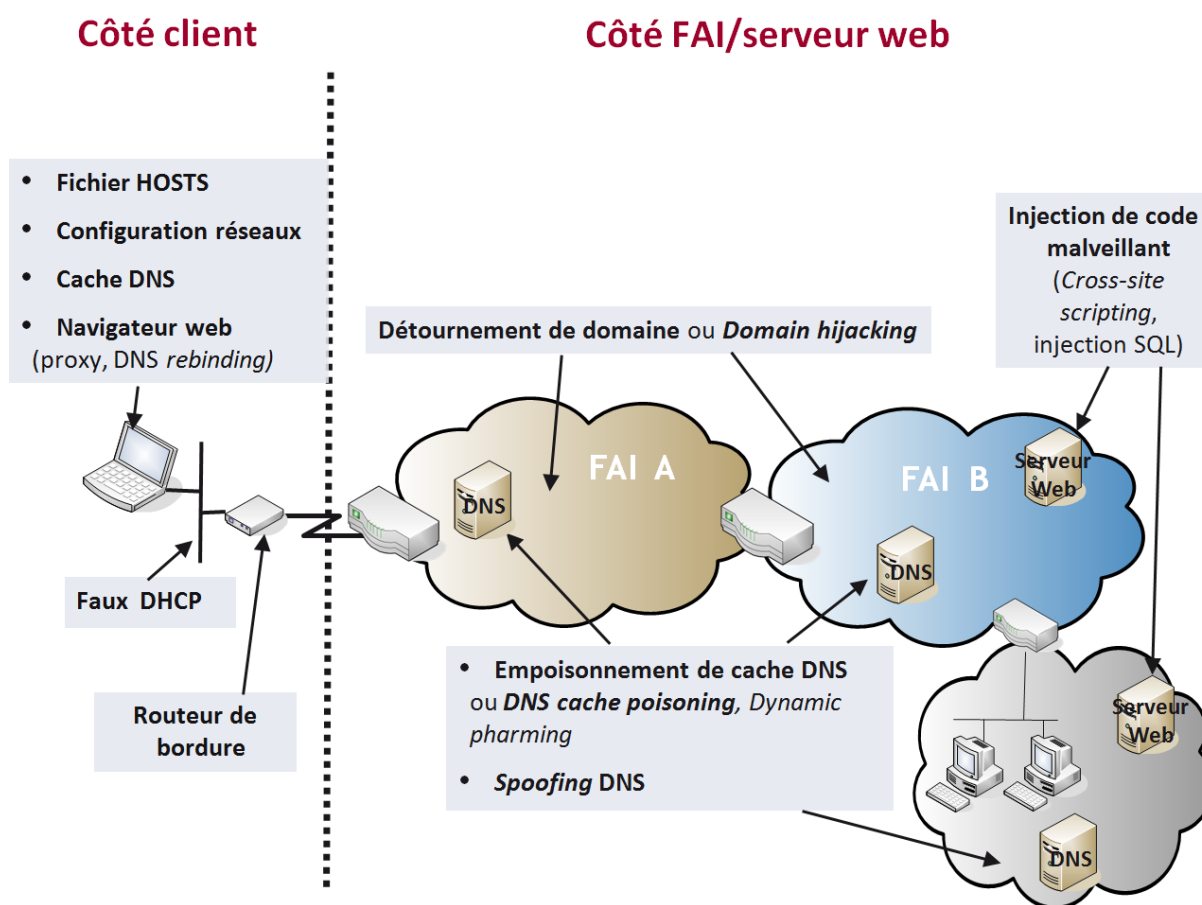 Côté client
Côté FAI/serveur web
• Fichier HOSTS
• Configuration réseaux
• Cache DNS
• Navigateur web
(proxy, DNS rebinding)
Injection de code
malveillant
(Cross-site
scripting,
injection SQL)
Détournement de domaine ou Domain hijacking
FAI A
DNS
FAI B
Serveur
Web
DNS
Faux DHCP
Routeur de
bordure
• Empoisonnement de cache DNS
ou DNS cache poisoning, Dynamic
pharming
• Spoofing DNS
Serveur
Web
DNS